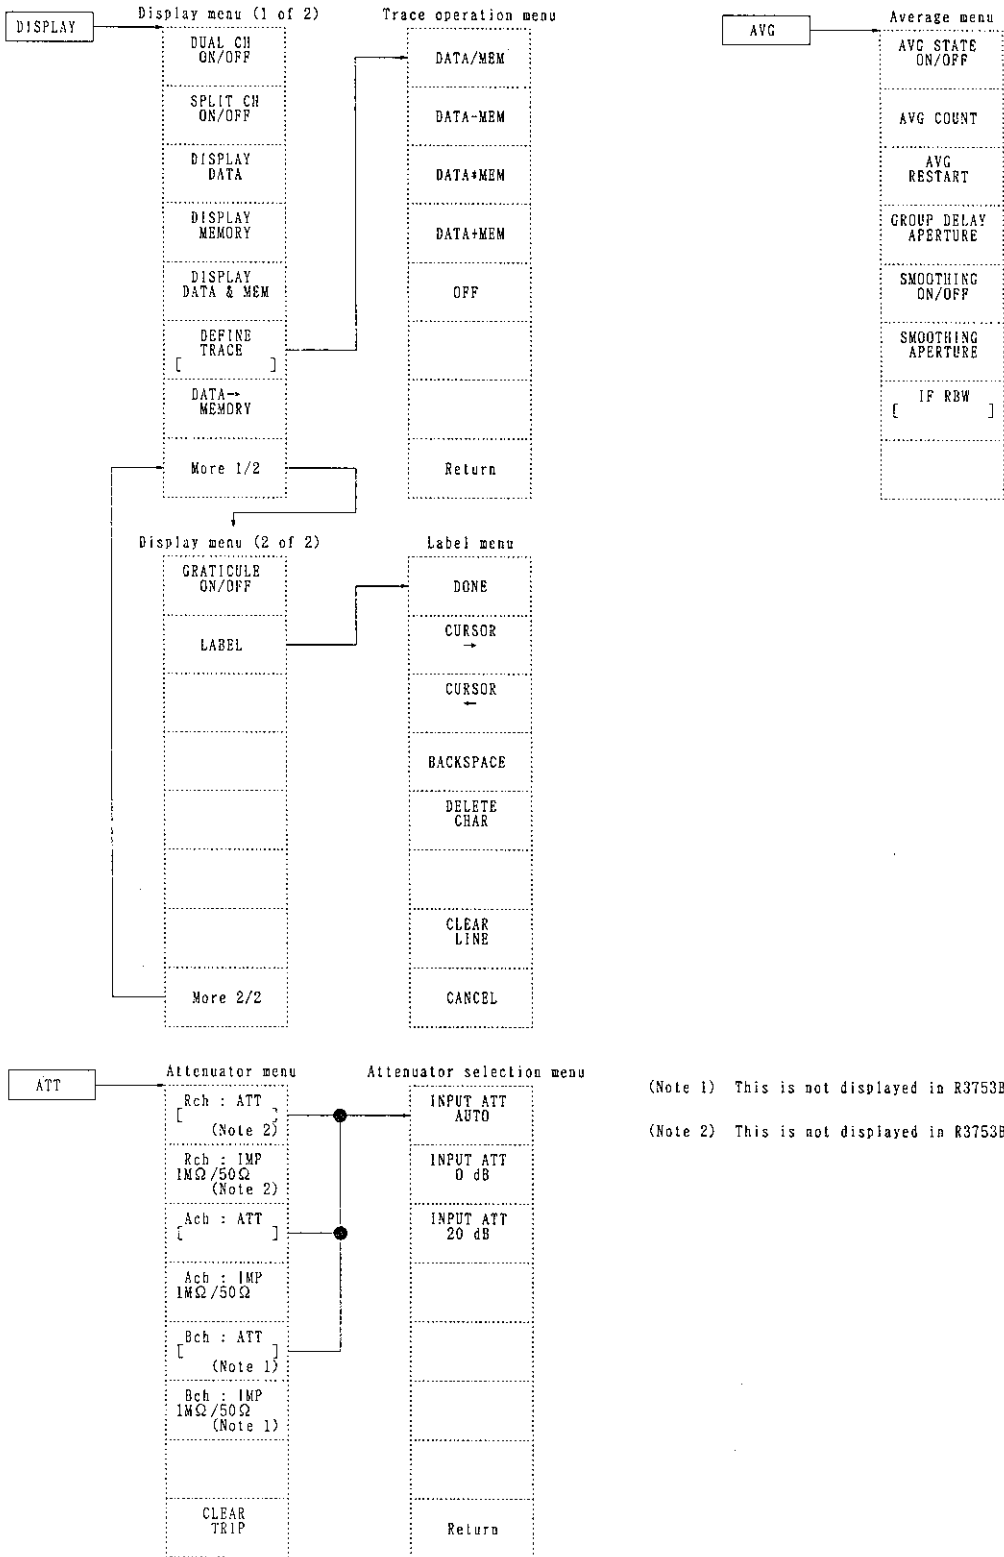 DISPLAY
Display menu (1 of 2)
DUAL CH
ON/OFF
SPLIT CH
ON/OFF
DISPLAY
DATA
DISPLAY
MEMORY
DISPLAY
DATA & MEM
DEFINE
TRACE
[ ]
DATA→
MEMORY
More 1/2
Trace operation menu
DATA/MEM
DATA-MEM
DATA*MEM
DATA+MEM
OFF
Return
AVG
Average menu
AVG STATE
ON/OFF
AVG COUNT
AVG
RESTART
GROUP DELAY
APERTURE
SMOOTHING
ON/OFF
SMOOTHING
APERTURE
IF RBW
[ ]
Display menu (2 of 2)
GRATICULE
ON/OFF
LABEL
More 2/2
Label menu
DONE
CURSOR
→
CURSOR
←
BACKSPACE
DELETE
CHAR
CLEAR
LINE
CANCEL
ATT
Attenuator menu
Rch : ATT
[ ]
(Note 2)
Rch : IMP
1MΩ/50Ω
(Note 2)
Ach : ATT
[ ]
Ach : IMP
1MΩ/50Ω
Bch : ATT
[ ]
(Note 1)
Bch : IMP
1MΩ/50Ω
(Note 1)
CLEAR
TRIP
Attenuator selection menu
INPUT ATT
AUTO
INPUT ATT
0 dB
INPUT ATT
20 dB
Return
(Note 1) This is not displayed in R3753B
(Note 2) This is not displayed in R3753B